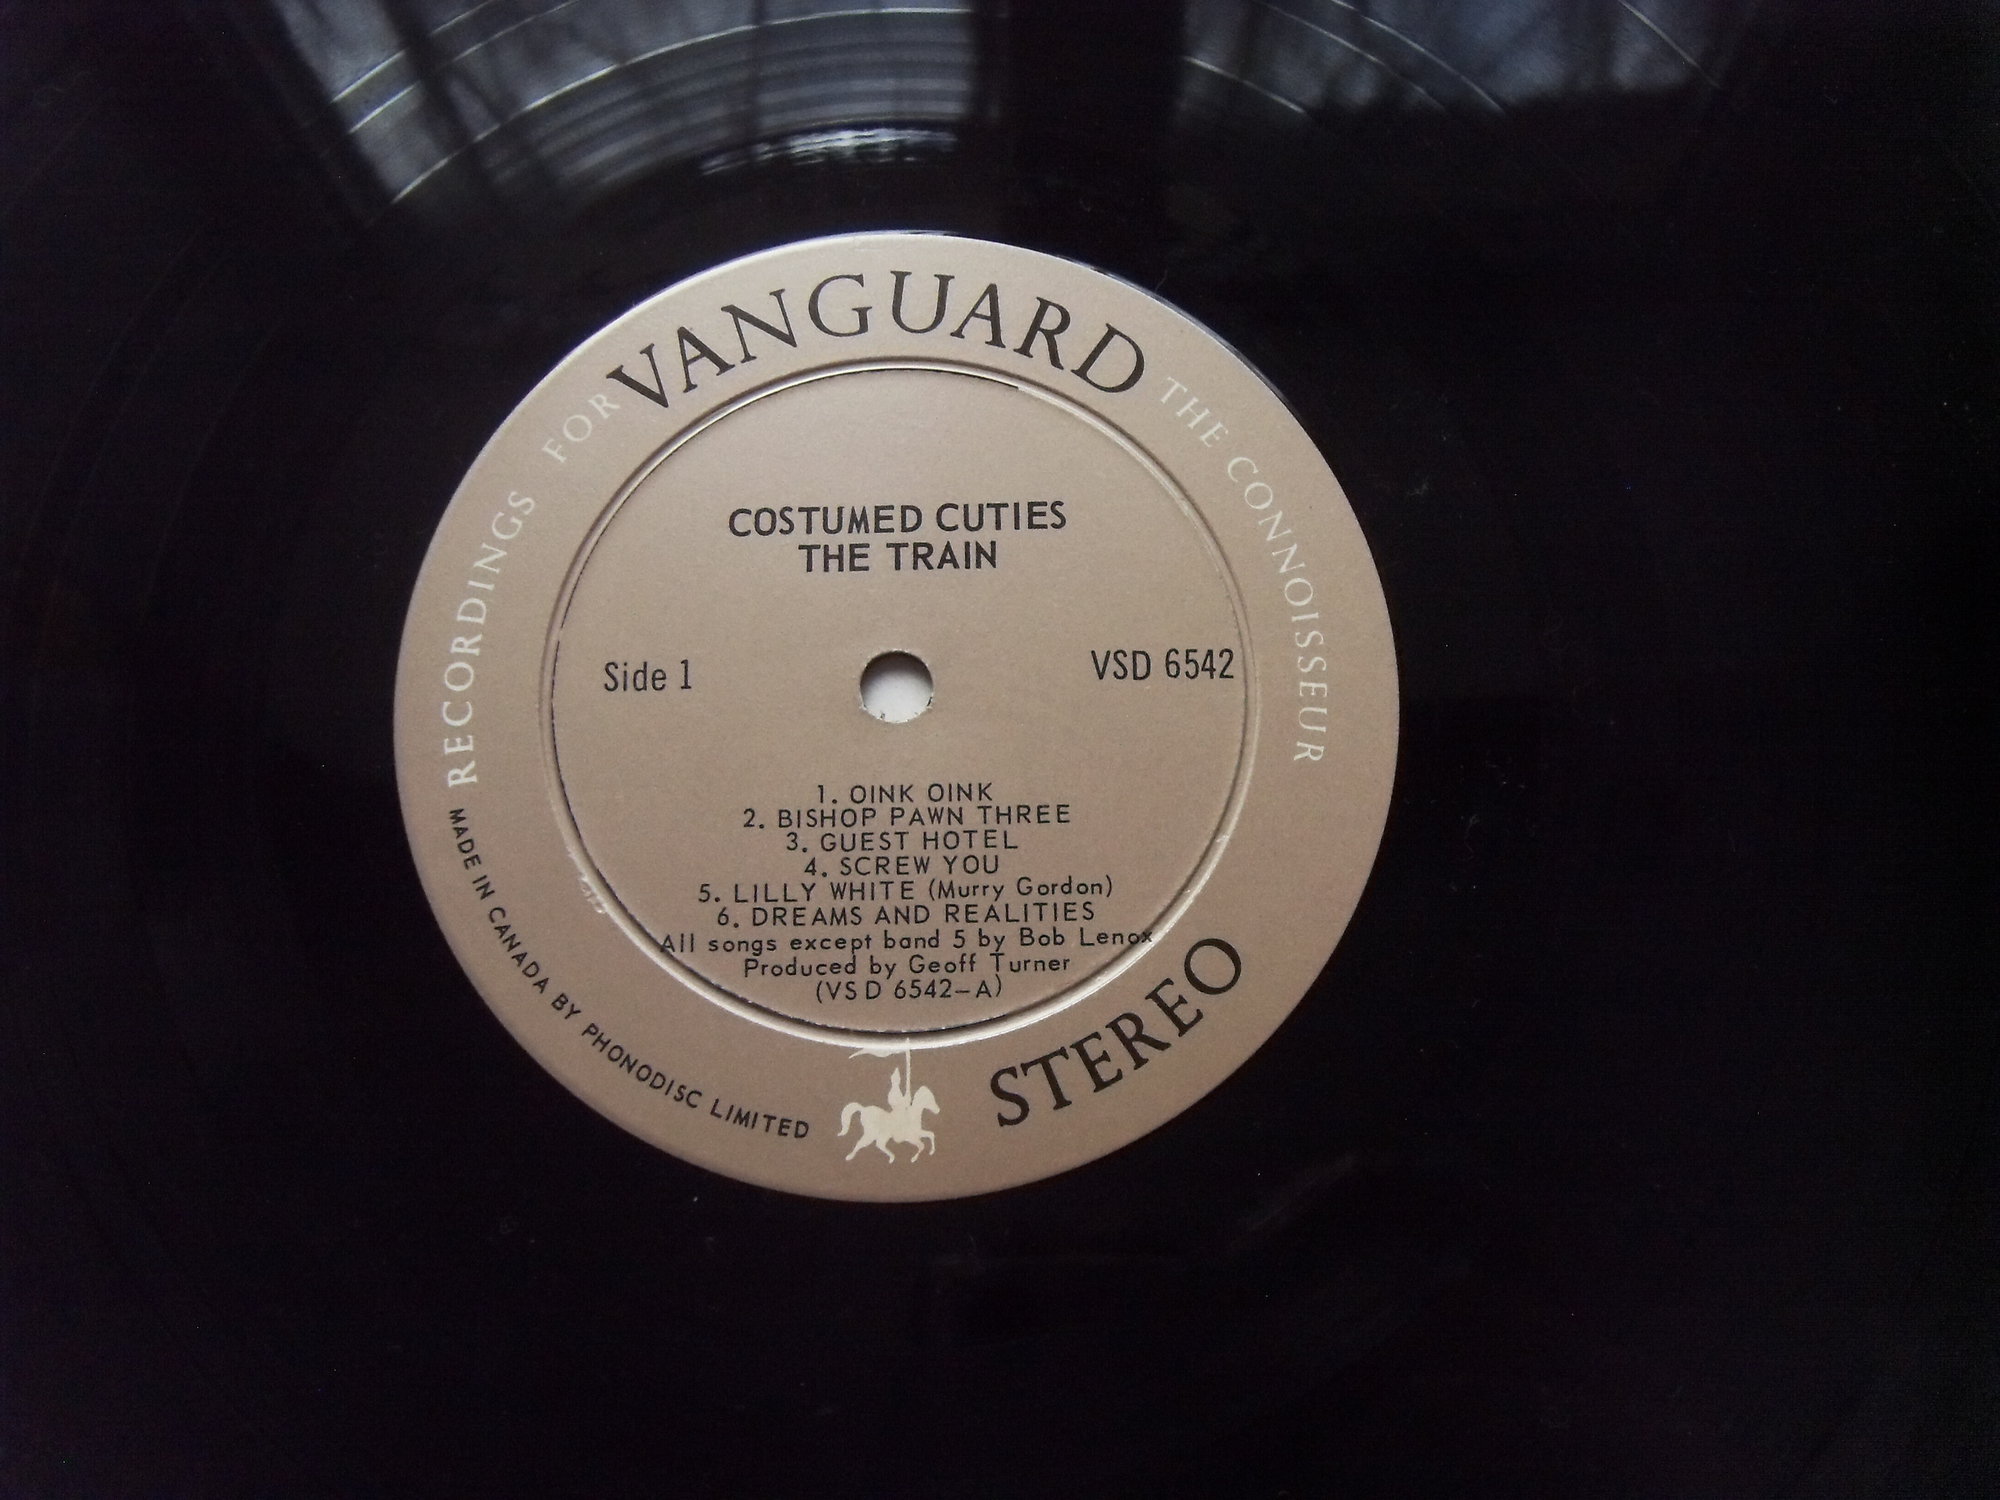 RECORDINGS FOR VANGUARD THE CONNOISSEUR
COSTUMED CUTIES
THE TRAIN
Side 1
VSD 6542
1. OINK OINK
2. BISHOP PAWN THREE
3. GUEST HOTEL
4. SCREW YOU
5. LILLY WHITE (Murry Gordon)
6. DREAMS AND REALITIES
All songs except band 5 by Bob Lenox
Produced by Geoff Turner
(VSD 6542-A)
MADE IN CANADA BY PHONODISC LIMITED
STEREO